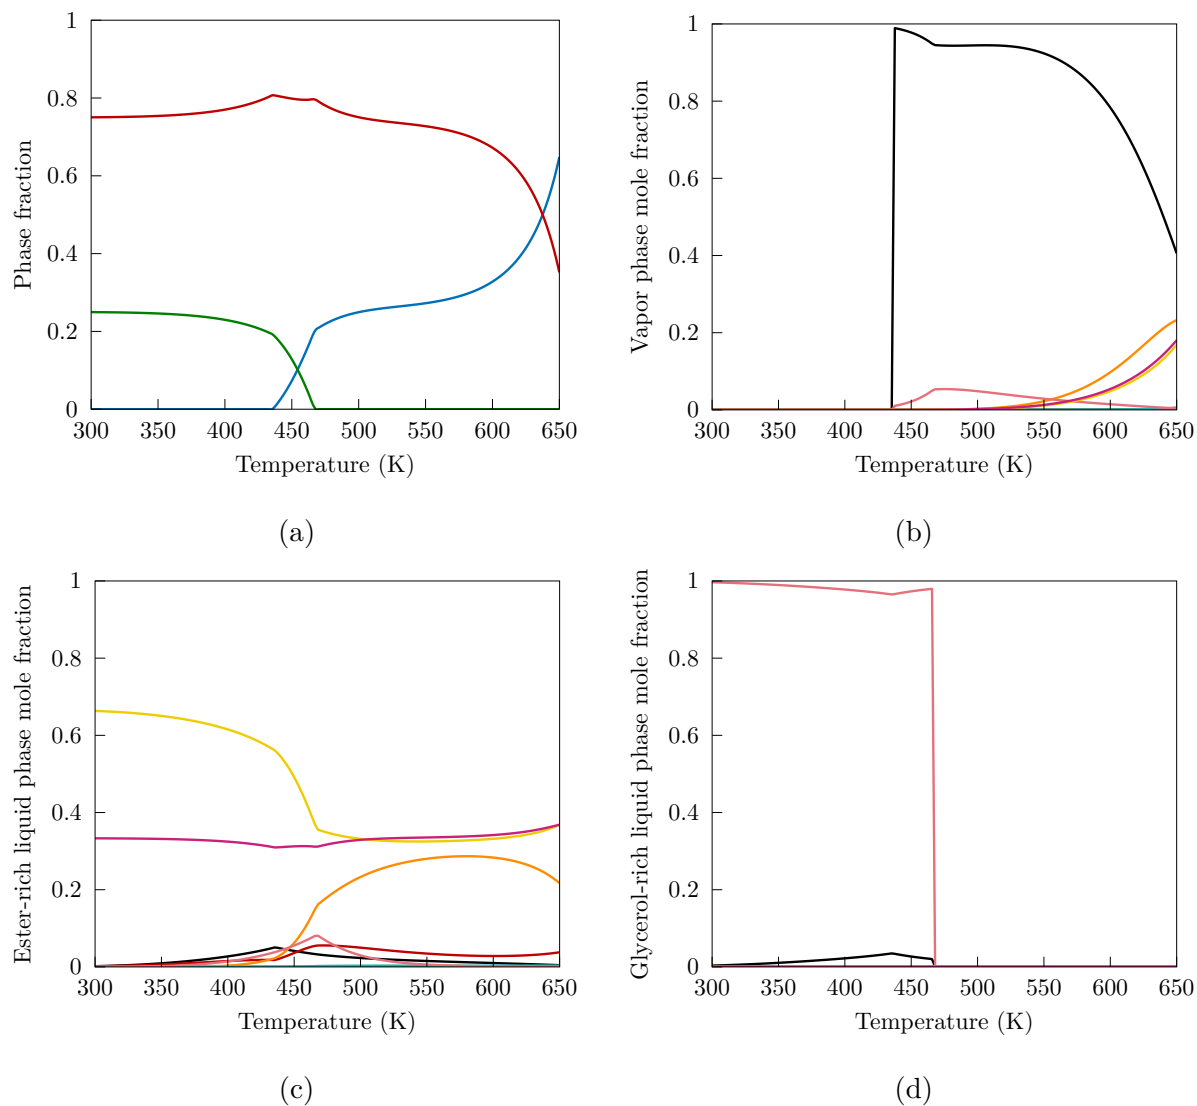 1
0.8
0.6
0.4
0.2
0
Phase fraction
300 350 400 450 500 550 600 650
Temperature (K)
(a)
1
0.8
0.6
0.4
0.2
0
Vapor phase mole fraction
300 350 400 450 500 550 600 650
Temperature (K)
(b)
1
0.8
0.6
0.4
0.2
0
Ester-rich liquid phase mole fraction
300 350 400 450 500 550 600 650
Temperature (K)
(c)
1
0.8
0.6
0.4
0.2
0
Glycerol-rich liquid phase mole fraction
300 350 400 450 500 550 600 650
Temperature (K)
(d)